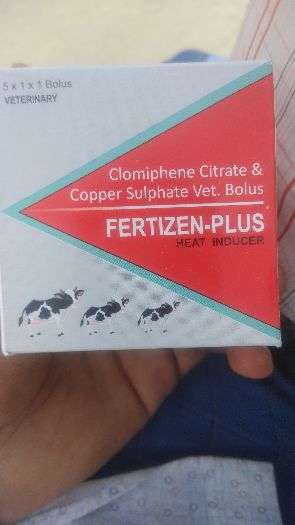 5 x 1 x 1 Bolus
VETERINARY
Clomiphene Citrate &
Copper Sulphate Vet. Bolus
FERTIZEN-PLUS
HEAT INDUCER